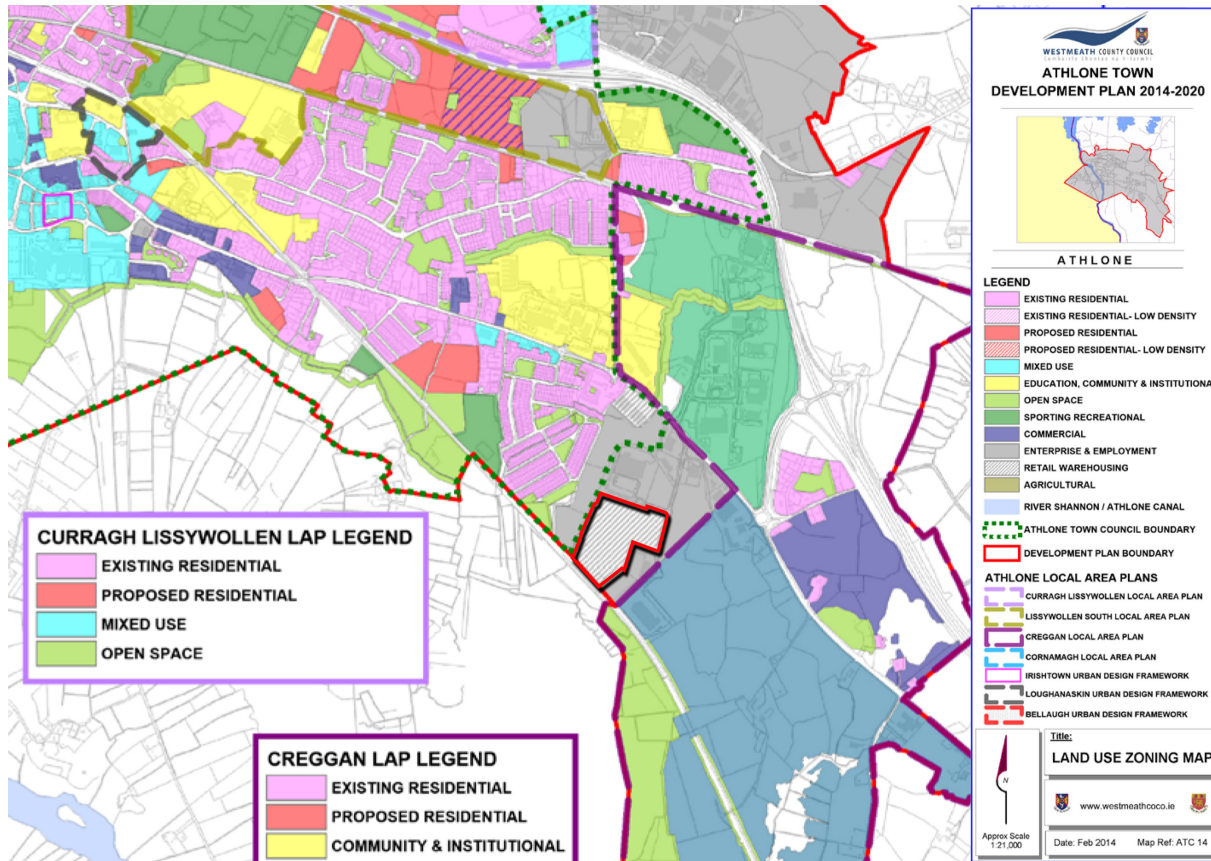 WESTMEATH COUNTY COUNCIL
Comhairle Chontae na h-Iarmhí
ATHLONE TOWN
DEVELOPMENT PLAN 2014-2020
ATHLONE
LEGEND
EXISTING RESIDENTIAL
EXISTING RESIDENTIAL- LOW DENSITY
PROPOSED RESIDENTIAL
PROPOSED RESIDENTIAL- LOW DENSITY
MIXED USE
EDUCATION, COMMUNITY & INSTITUTIONA
OPEN SPACE
SPORTING RECREATIONAL
COMMERCIAL
ENTERPRISE & EMPLOYMENT
RETAIL WAREHOUSING
AGRICULTURAL
RIVER SHANNON / ATHLONE CANAL
ATHLONE TOWN COUNCIL BOUNDARY
DEVELOPMENT PLAN BOUNDARY
ATHLONE LOCAL AREA PLANS
CURRAGH LISSYWOLLEN LOCAL AREA PLAN
LISSYWOLLEN SOUTH LOCAL AREA PLAN
CREGGAN LOCAL AREA PLAN
CORNAMAGH LOCAL AREA PLAN
IRISHTOWN URBAN DESIGN FRAMEWORK
LOUGHANASKIN URBAN DESIGN FRAMEWORK
BELLAUGH URBAN DESIGN FRAMEWORK
N
Approx Scale
1:21,000
Title:
LAND USE ZONING MAP
www.westmeathcoco.ie
Date: Feb 2014 Map Ref: ATC 14
CURRAGH LISSYWOLLEN LAP LEGEND
EXISTING RESIDENTIAL
PROPOSED RESIDENTIAL
MIXED USE
OPEN SPACE
CREGGAN LAP LEGEND
EXISTING RESIDENTIAL
PROPOSED RESIDENTIAL
COMMUNITY & INSTITUTIONAL